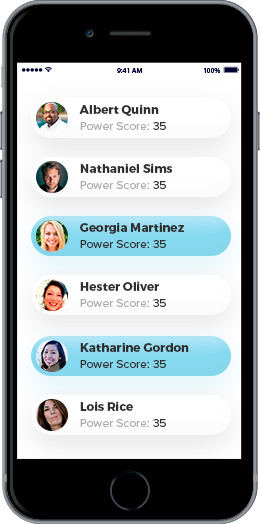 9:41 AM 100%
Albert Quinn
Power Score: 35
Nathaniel Sims
Power Score: 35
Georgia Martinez
Power Score: 35
Hester Oliver
Power Score: 35
Katharine Gordon
Power Score: 35
Lois Rice
Power Score: 35